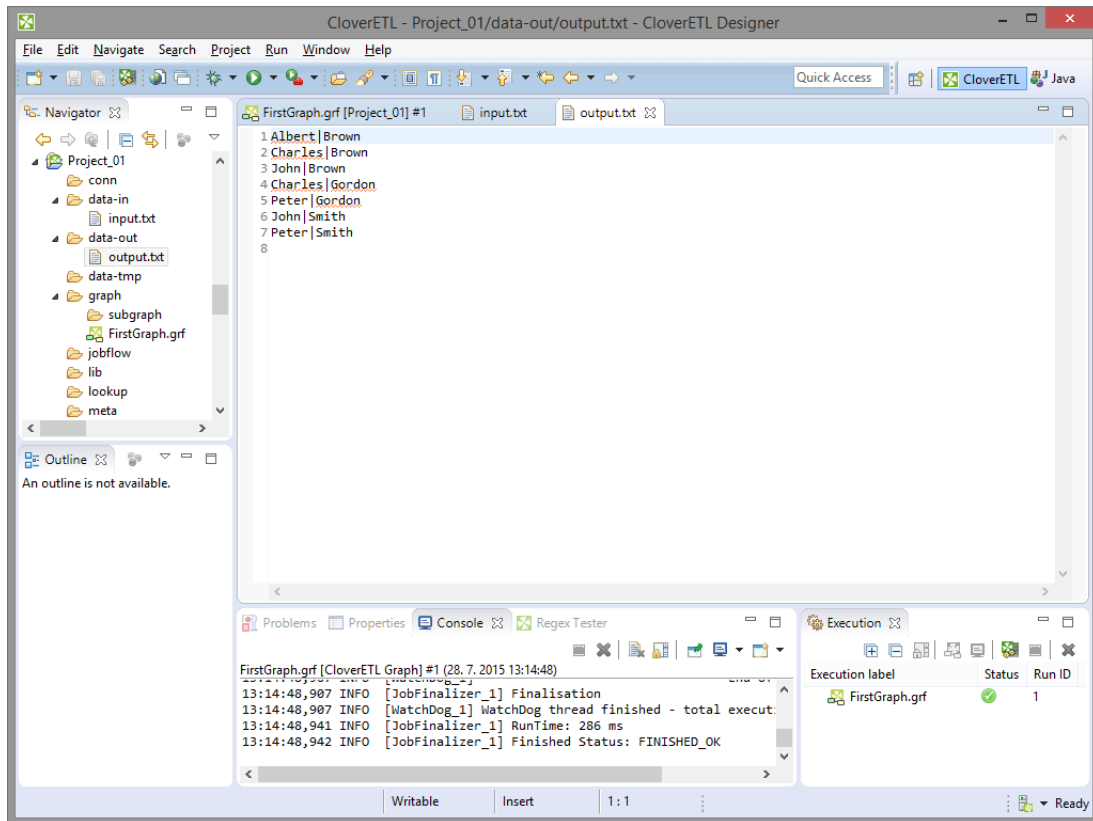 CloverETL - Project_01/data-out/output.txt - CloverETL Designer
File Edit Navigate Search Project Run Window Help
Quick Access
CloverETL
Java
Navigator
Project_01
conn
data-in
input.txt
data-out
output.txt
data-tmp
graph
subgraph
FirstGraph.grf
jobflow
lib
lookup
meta
Outline
An outline is not available.
FirstGraph.grf [Project_01] #1 input.txt output.txt
1 Albert|Brown
2 Charles|Brown
3 John|Brown
4 Charles|Gordon
5 Peter|Gordon
6 John|Smith
7 Peter|Smith
8
Problems Properties Console Regex Tester
FirstGraph.grf [CloverETL Graph] #1 (28. 7. 2015 13:14:48)
13:14:48,907 INFO [JobFinalizer_1] Finalisation
13:14:48,907 INFO [WatchDog_1] WatchDog thread finished - total execut
13:14:48,941 INFO [JobFinalizer_1] RunTime: 286 ms
13:14:48,942 INFO [JobFinalizer_1] Finished Status: FINISHED_OK
Execution
Execution label Status Run ID
FirstGraph.grf 1
Writable Insert 1 : 1 Ready